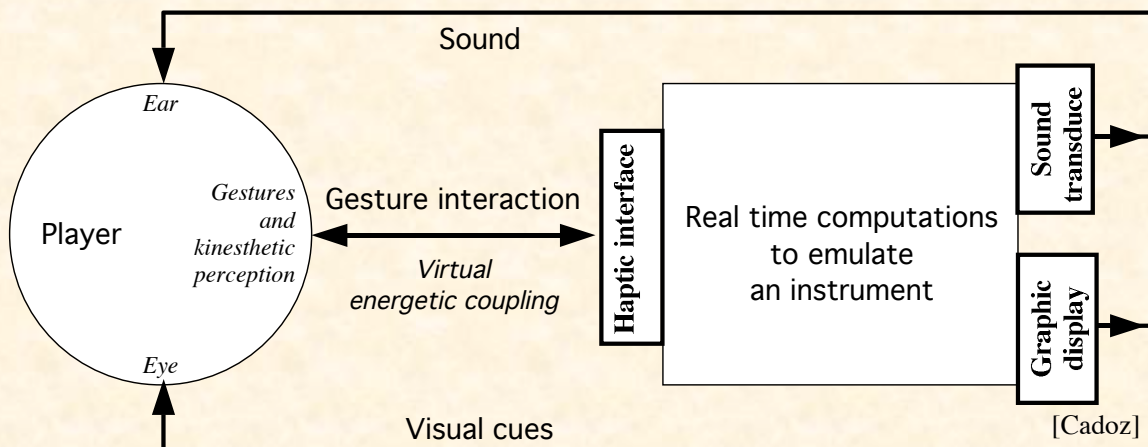 Sound
Ear
Gestures
and
kinesthetic
perception
Player
Eye
Gesture interaction
Virtual
energetic coupling
Haptic interface
Real time computations
to emulate
an instrument
Sound
transduce
Graphic
display
Visual cues
[Cadoz]